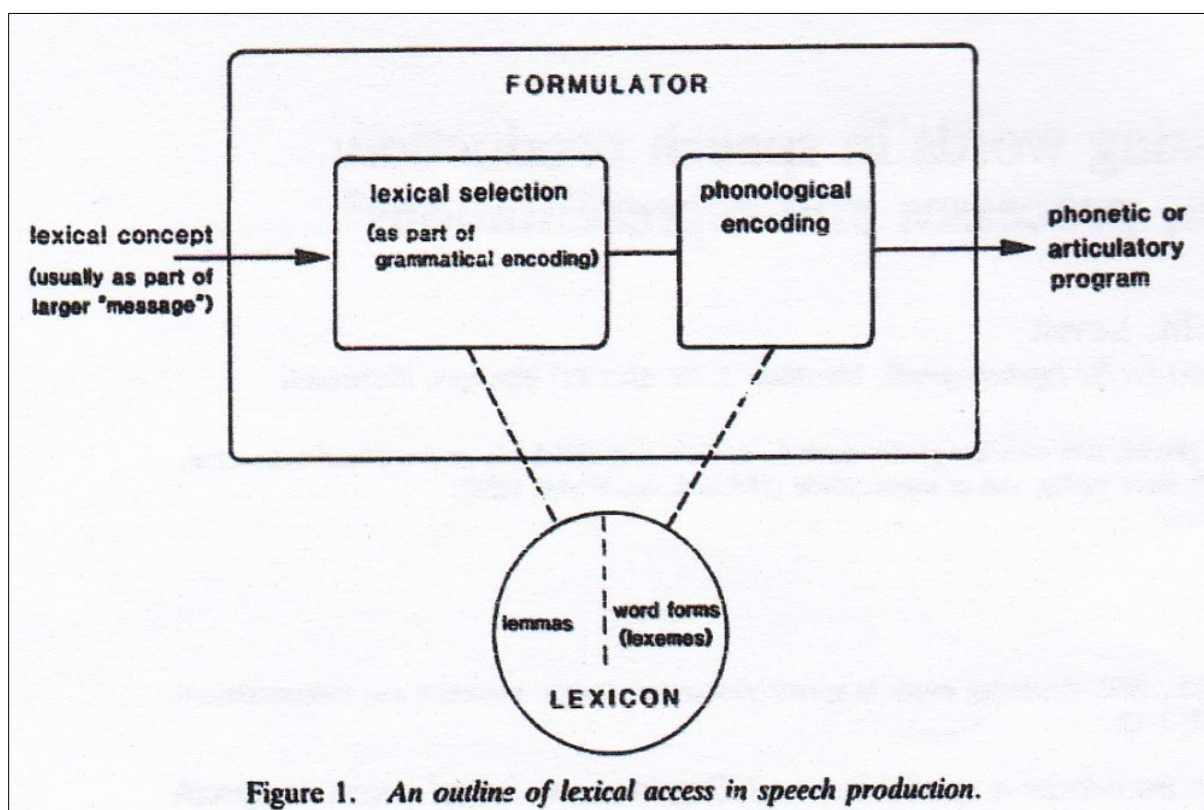 FORMULATOR
lexical concept
(usually as part of
larger "message")
lexical selection
(as part of
grammatical encoding)
phonological
encoding
phonetic or
articulatory
program
lemmas
word forms
(lexemes)
LEXICON
Figure 1. An outline of lexical access in speech production.